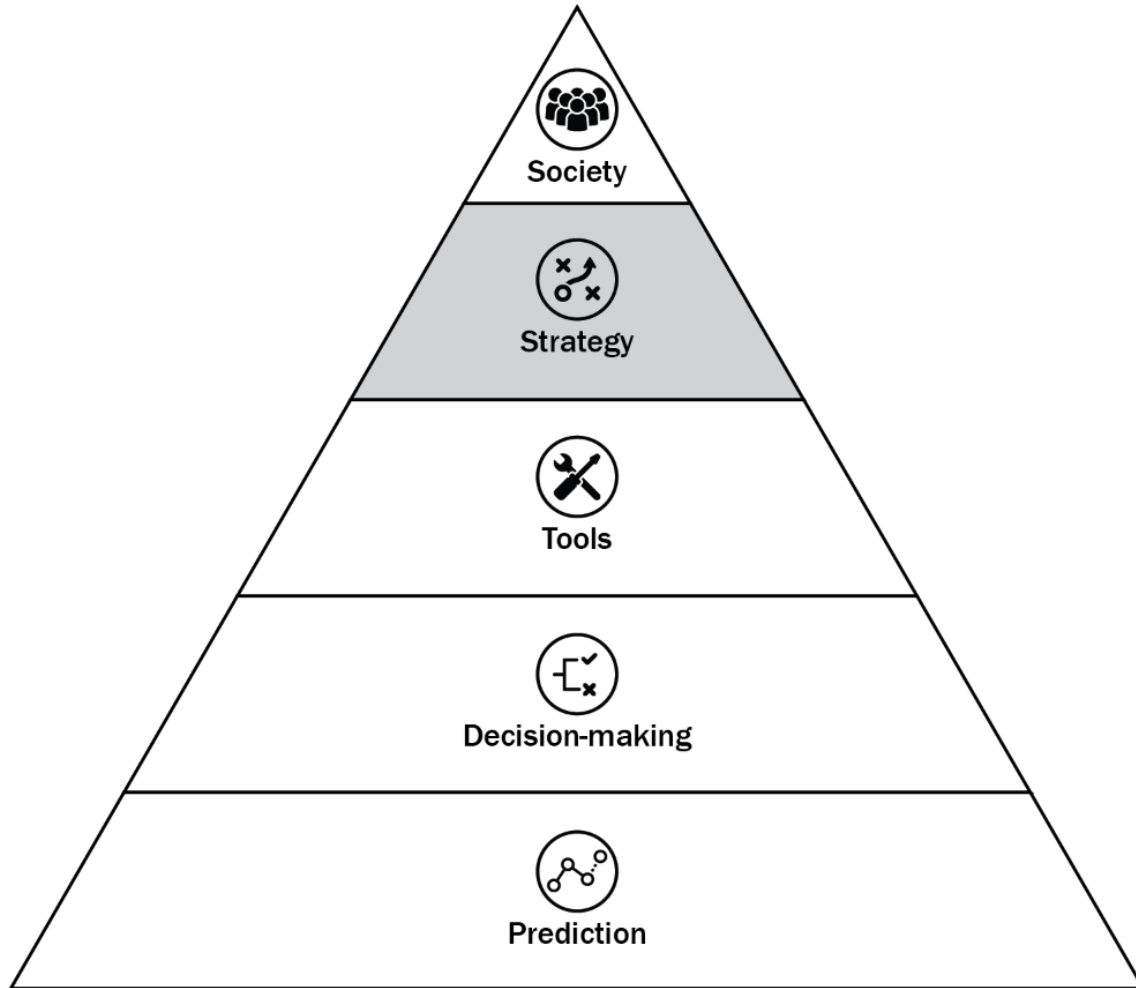 Society
Strategy
Tools
Decision-making
Prediction